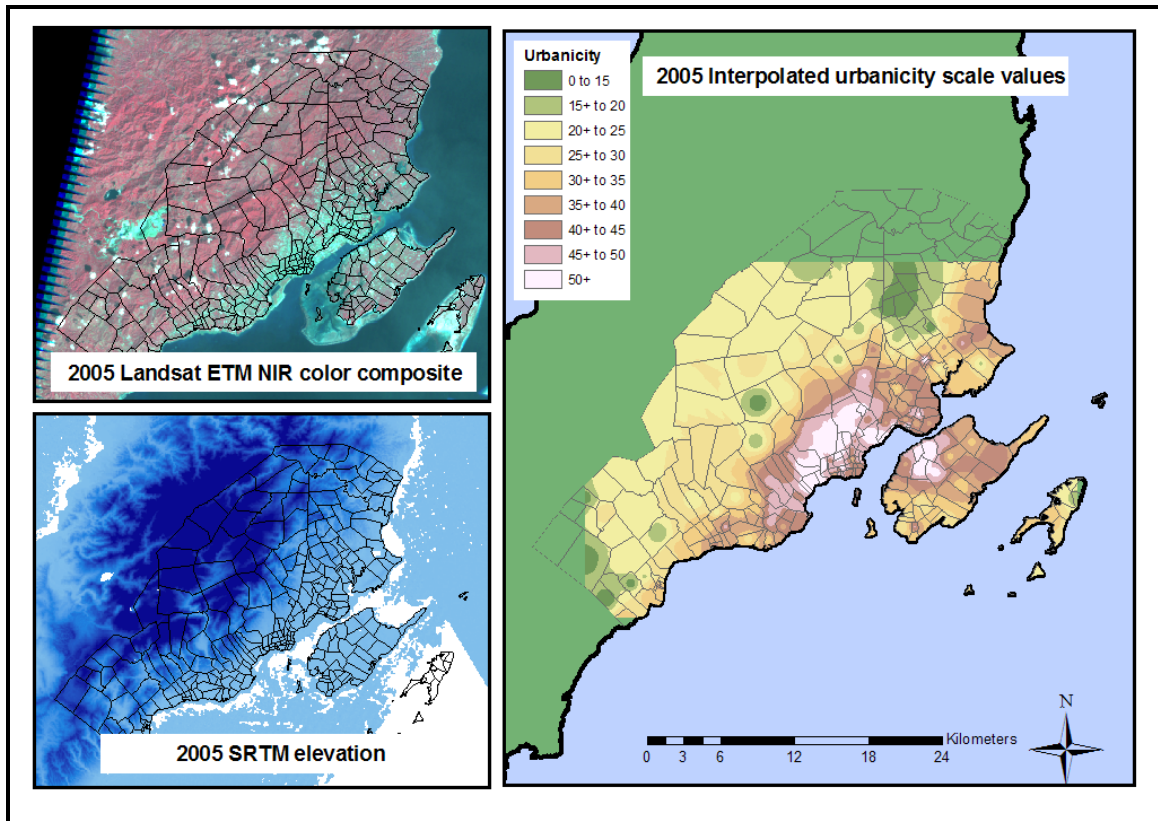 2005 Landsat ETM NIR color composite
2005 SRTM elevation
Urbanicity
0 to 15
15+ to 20
20+ to 25
25+ to 30
30+ to 35
35+ to 40
40+ to 45
45+ to 50
50+
2005 Interpolated urbanicity scale values
Kilometers
0 3 6 12 18 24
N